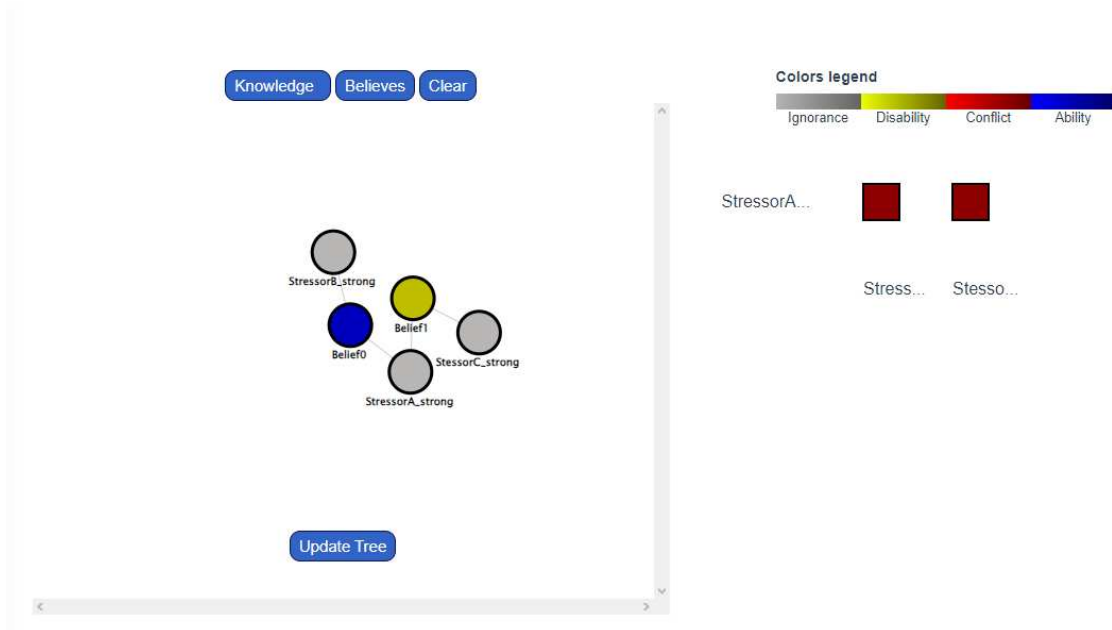 Knowledge Believes Clear
Colors legend
Ignorance Disability Conflict Ability
StressorA...
Stress... Stesso...
StressorB_strong
Belief1
Belief0
StessorC_strong
StressorA_strong
Update Tree